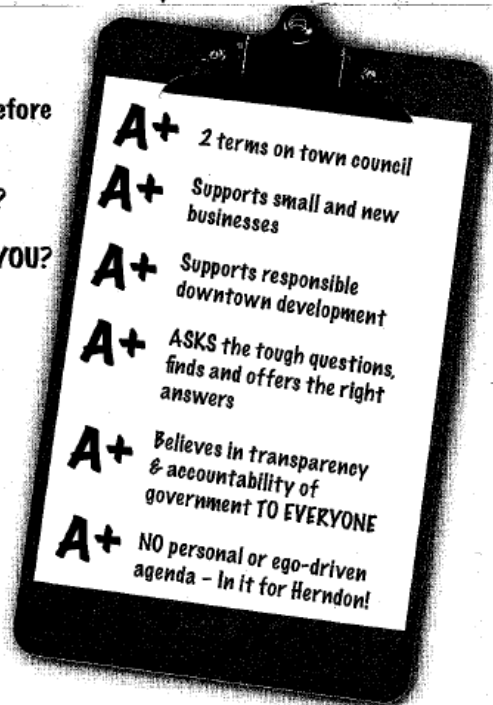 efore
?
YOU?
A+ 2 terms on town council
A+ Supports small and new
businesses
A+ Supports responsible
downtown development
A+ ASKS the tough questions,
finds and offers the right
answers
A+ Believes in transparency
& accountability of
government TO EVERYONE
A+ NO personal or ego-driven
agenda – In it for Herndon!